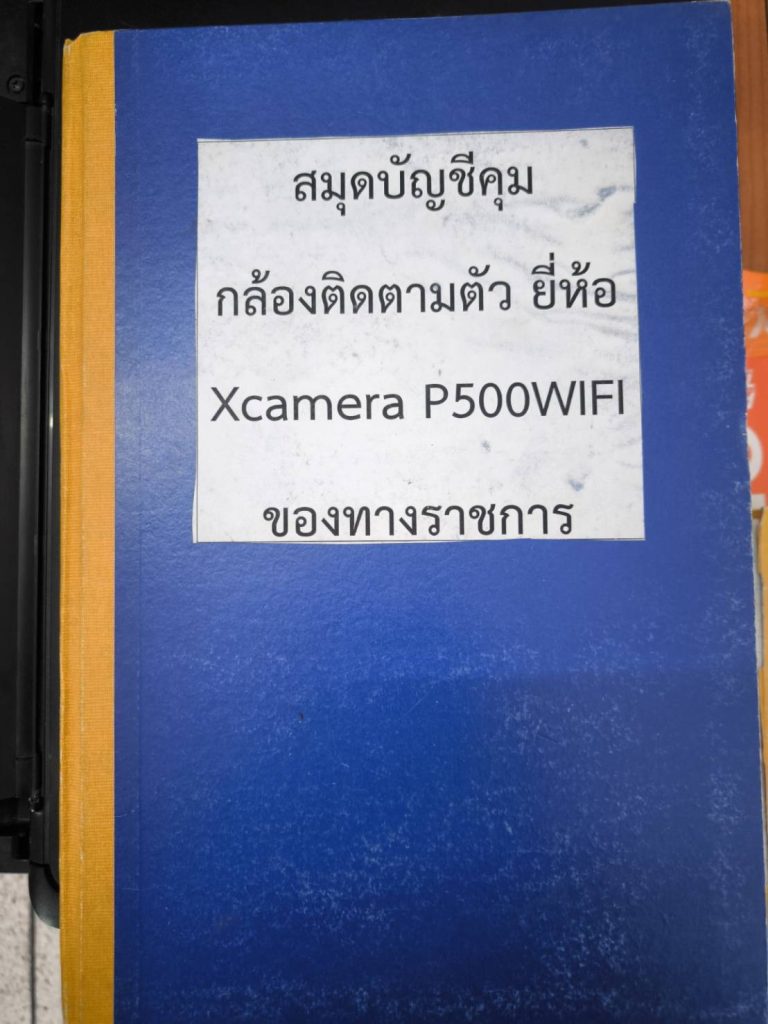 สมุดบัญชีคุม
กล้องติดตามตัว ยี่ห้อ
Xcamera P500WIFI
ของทางราชการ